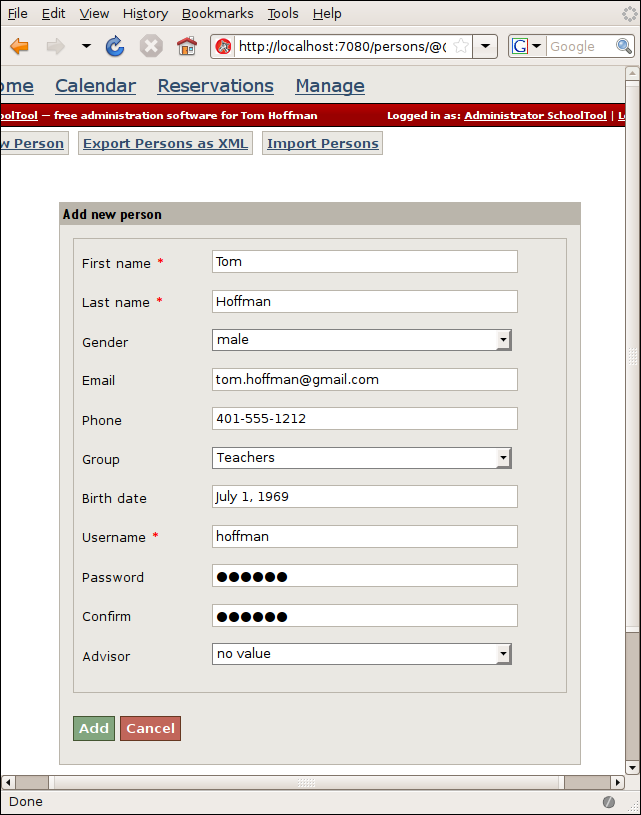 File Edit View History Bookmarks Tools Help
http://localhost:7080/persons/@ Google
Calendar Reservations Manage
— free administration software for Tom Hoffman Logged in as: Administrator SchoolTool |
Person Export Persons as XML Import Persons
Add new person
First name * Tom
Last name * Hoffman
Gender male
Email tom.hoffman@gmail.com
Phone 401-555-1212
Group Teachers
Birth date July 1, 1969
Username * hoffman
Password ●●●●●●
Confirm ●●●●●●
Advisor no value
Add Cancel
Done